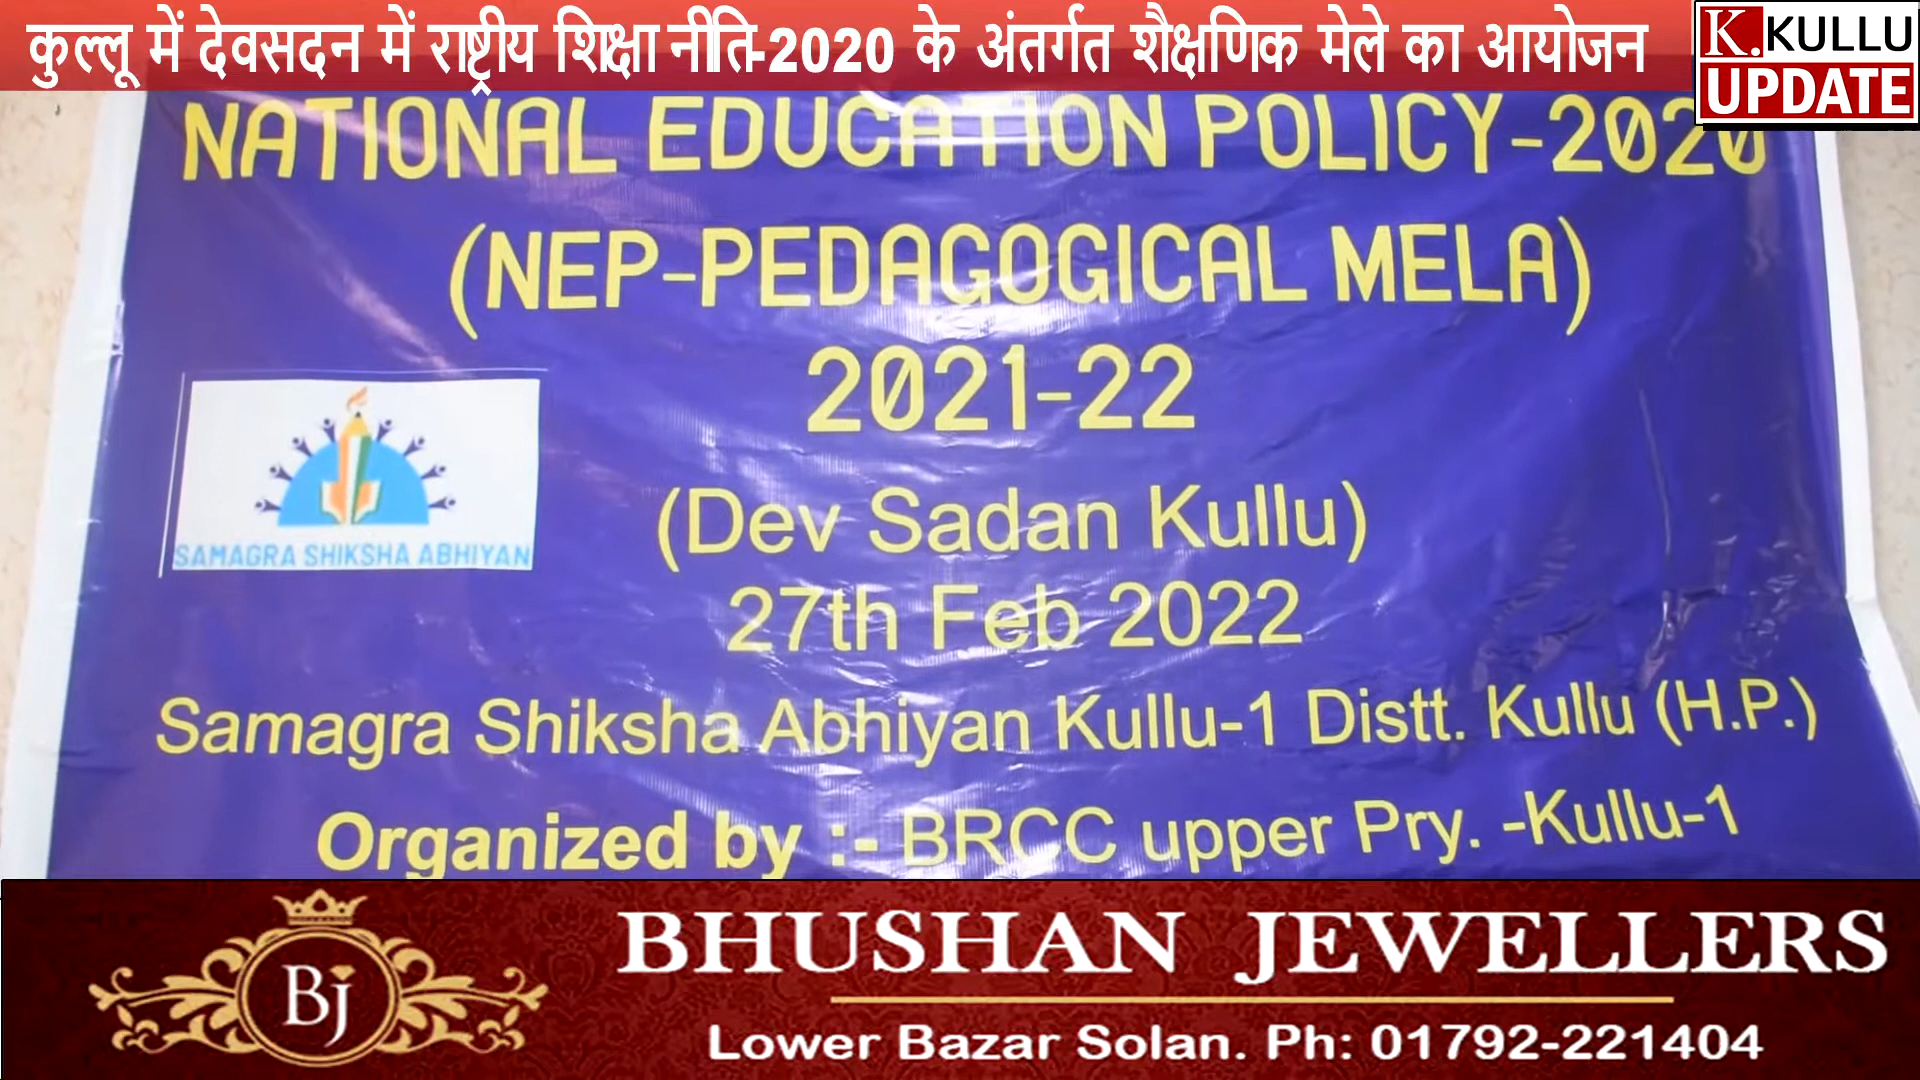 कुल्लू में देवसदन में राष्ट्रीय शिक्षा नीति-2020 के अंतर्गत शैक्षणिक मेले का आयोजन
K. KULLU
UPDATE
NATIONAL EDUCATION POLICY-2020
(NEP-PEDAGOGICAL MELA)
2021-22
SAMAGRA SHIKSHA ABHIYAN
(Dev Sadan Kullu)
27th Feb 2022
Samagra Shiksha Abhiyan Kullu-1 Distt. Kullu (H.P.)
Organized by :- BRCC upper Pry. -Kullu-1
Bj
BHUSHAN JEWELLERS
Lower Bazar Solan. Ph: 01792-221404